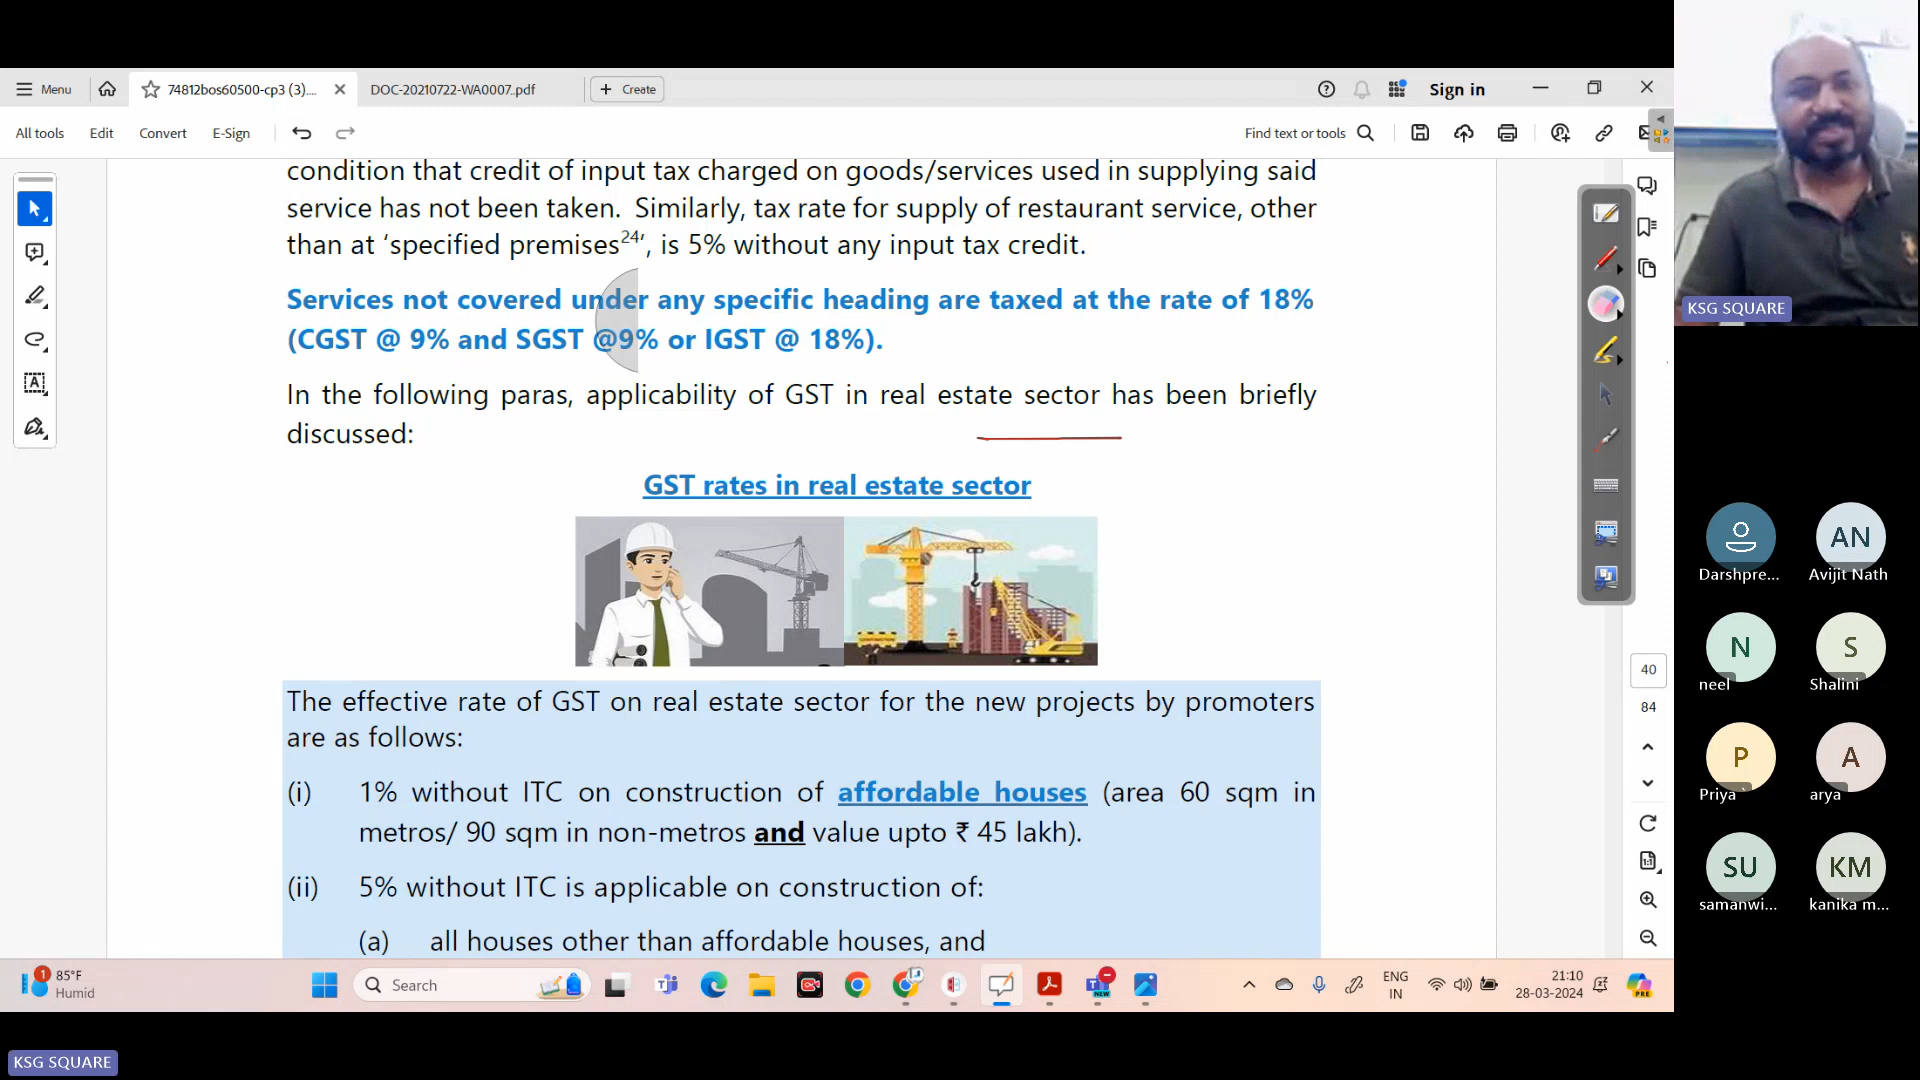 Menu
74812bos60500-cp3 (3)....
DOC-20210722-WA0007..pdf
Create
Sign in
All tools
Edit
Convert
E-Sign
Find text or tools
condition that credit of input tax charged on goods/services used in supplying said
service has not been taken. Similarly, tax rate for supply of restaurant service, other
than at ‘specified premises24’, is 5% without any input tax credit.
Services not covered under any specific heading are taxed at the rate of 18%
(CGST @ 9% and SGST @9% or IGST @ 18%).
In the following paras, applicability of GST in real estate sector has been briefly
discussed:
GST rates in real estate sector
The effective rate of GST on real estate sector for the new projects by promoters
are as follows:
(i) 1% without ITC on construction of affordable houses (area 60 sqm in
metros/ 90 sqm in non-metros and value upto ₹ 45 lakh).
(ii) 5% without ITC is applicable on construction of:
(a) all houses other than affordable houses, and
40
84
KSG SQUARE
Darshpre...
AN
Avijit Nath
N
neel
S
Shalini
P
Priya `
A
arya
SU
samanwi...
KM
kanika m...
1
85°F
Humid
Search
NEW
ENG
IN
21:10
28-03-2024
PRE
KSG SQUARE